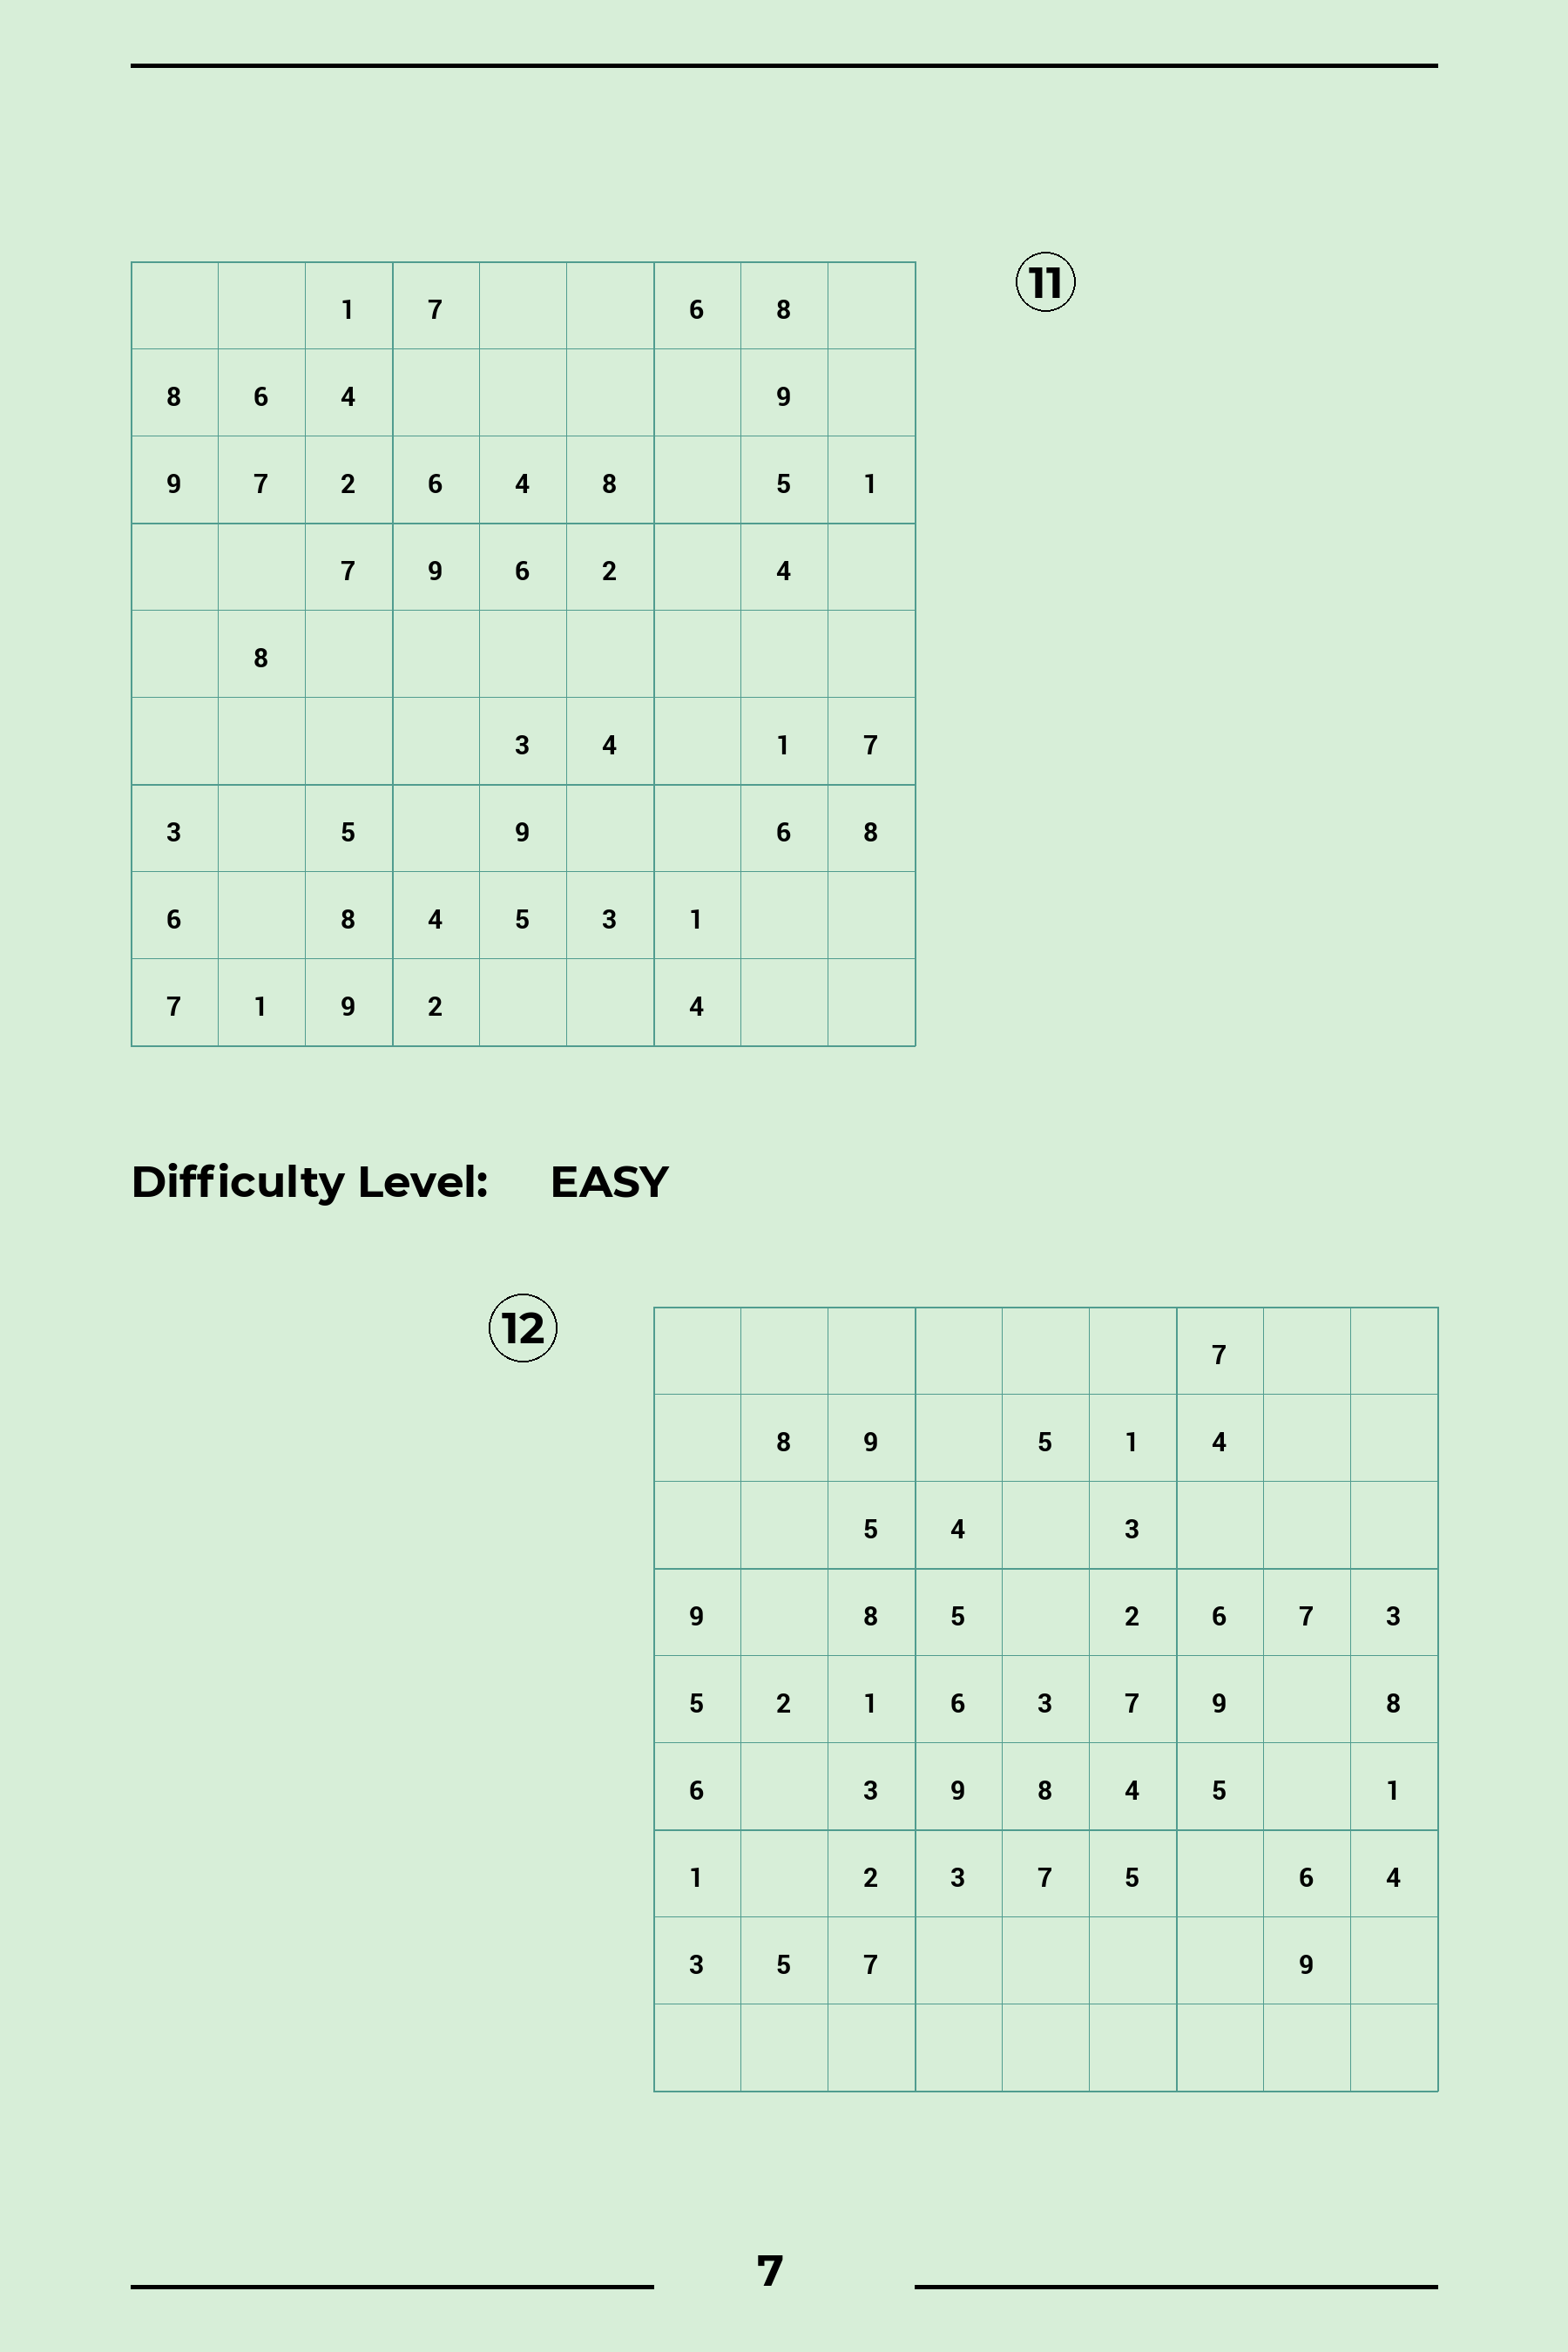 11
1 7 6 8
8 6 4 9
9 7 2 6 4 8 5 1
7 9 6 2 4
8
3 4 1 7
3 5 9 6 8
6 8 4 5 3 1
7 1 9 2 4
Difficulty Level: EASY
12
7
8 9 5 1 4
5 4 3
9 8 5 2 6 7 3
5 2 1 6 3 7 9 8
6 3 9 8 4 5 1
1 2 3 7 5 6 4
3 5 7 9
7